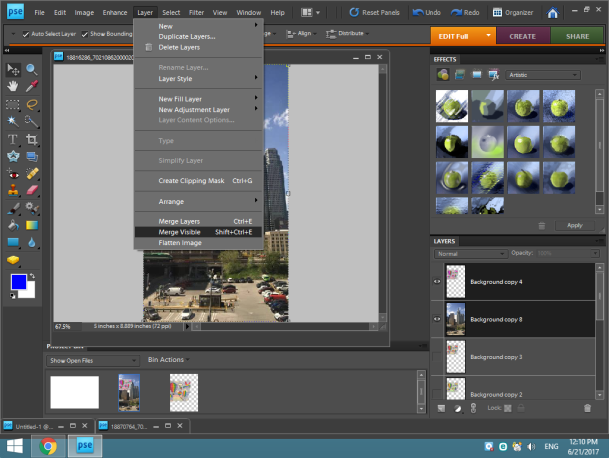 pse File Edit Image Enhance Layer Select Filter View Window Help Reset Panels Undo Redo Organizer
Auto Select Layer Show Bounding Align Distribute
EDIT Full CREATE SHARE
18816286_70210862000020
New
Duplicate Layers...
Delete Layers
Rename Layer...
Layer Style
New Fill Layer
New Adjustment Layer
Layer Content Options...
Type
Simplify Layer
Create Clipping Mask Ctrl+G
Arrange
Merge Layers Ctrl+E
Merge Visible Shift+Ctrl+E
Flatten Image
67.5% 5 inches x 8.889 inches (72 ppi)
EFFECTS
Artistic
Apply
LAYERS
Normal Opacity: 100%
Background copy 4
Background copy 8
Background copy 3
Background copy 2
Lock:
PROJECT BIN
Show Open Files Bin Actions
Untitled-1 @... 18870764_70...
pse
ENG 12:10 PM
6/21/2017